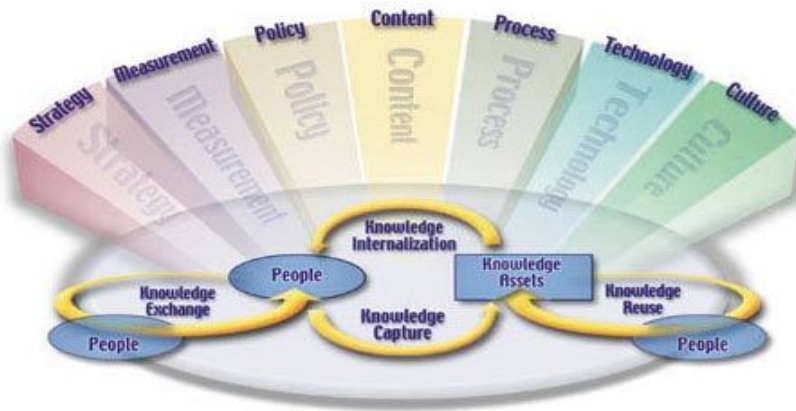 Strategy
Measurement
Policy
Content
Process
Technology
Culture
Strategy
Measurement
Policy
Content
Process
Technology
Culture
Knowledge
Internalization
People
Knowledge
Assets
Knowledge
Exchange
Knowledge
Reuse
Knowledge
Capture
People
People